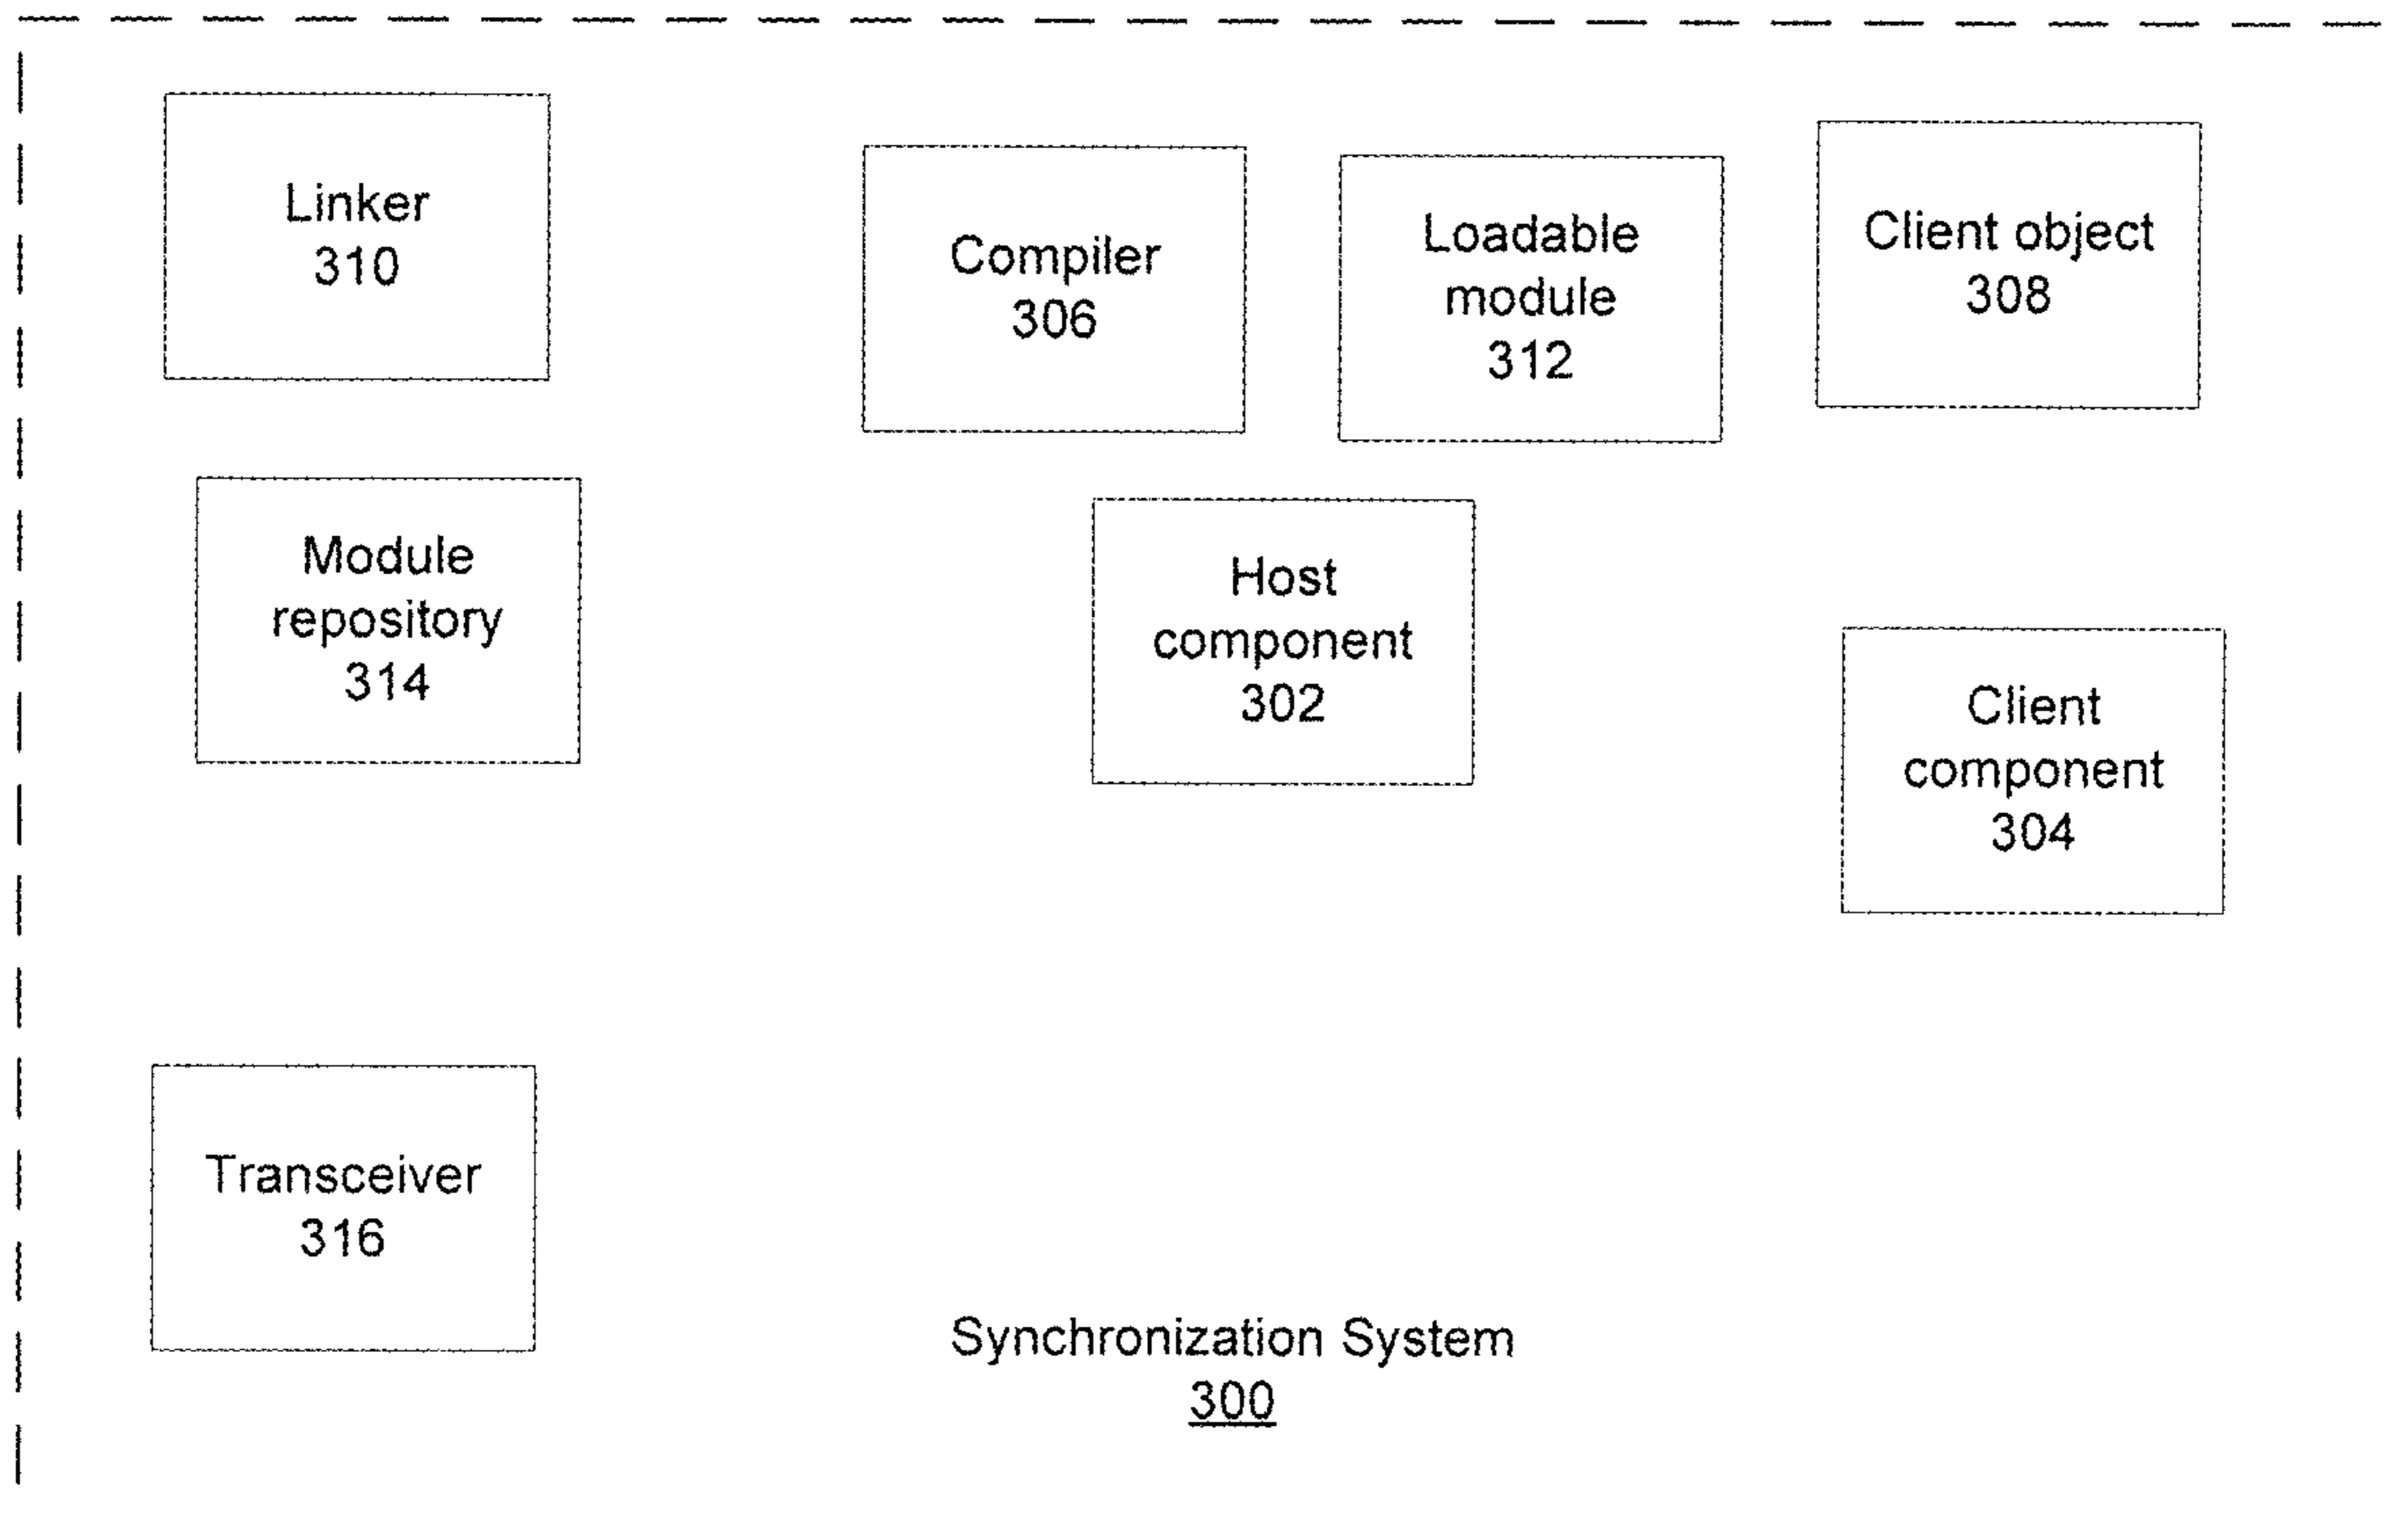 Linker
310
Compiler
306
Loadable
module
312
Client object
308
Module
repository
314
Host
component
302
Client
component
304
Transceiver
316
Synchronization System
300